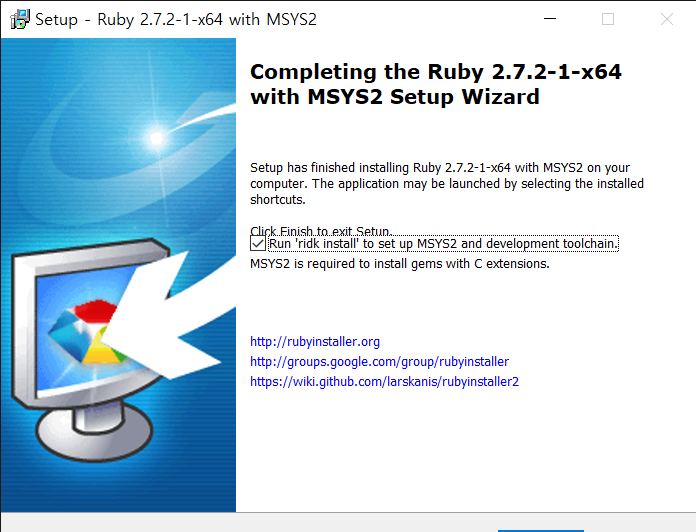 Setup - Ruby 2.7.2-1-x64 with MSYS2
Completing the Ruby 2.7.2-1-x64
with MSYS2 Setup Wizard
Setup has finished installing Ruby 2.7.2-1-x64 with MSYS2 on your
computer. The application may be launched by selecting the installed
shortcuts.
Click Finish to exit Setup.
Run 'ridk install' to set up MSYS2 and development toolchain.
MSYS2 is required to install gems with C extensions.
http://rubyinstaller.org
http://groups.google.com/group/rubyinstaller
https://wiki.github.com/larskanis/rubyinstaller2